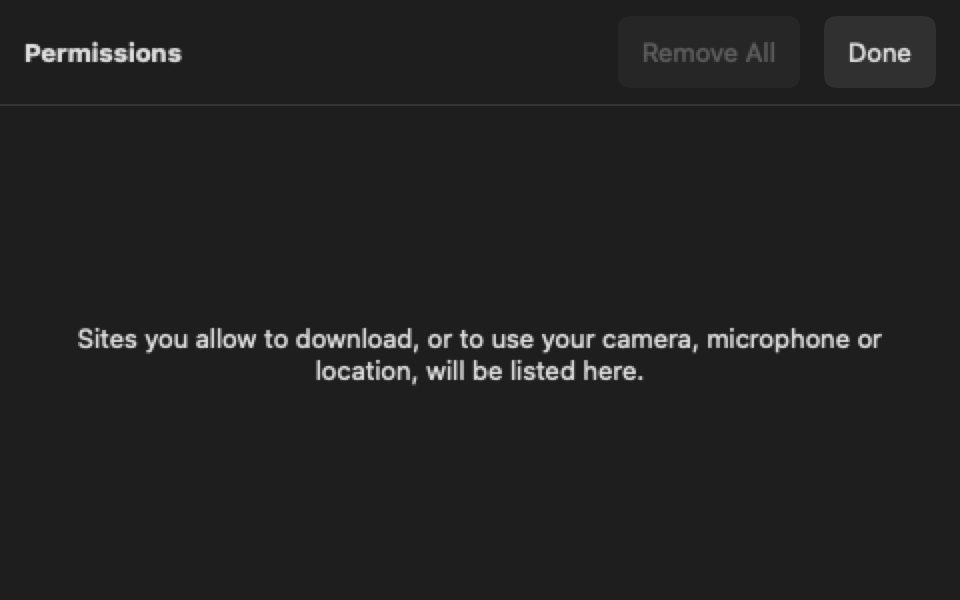 Permissions
Remove All
Done
Sites you allow to download, or to use your camera, microphone or
location, will be listed here.